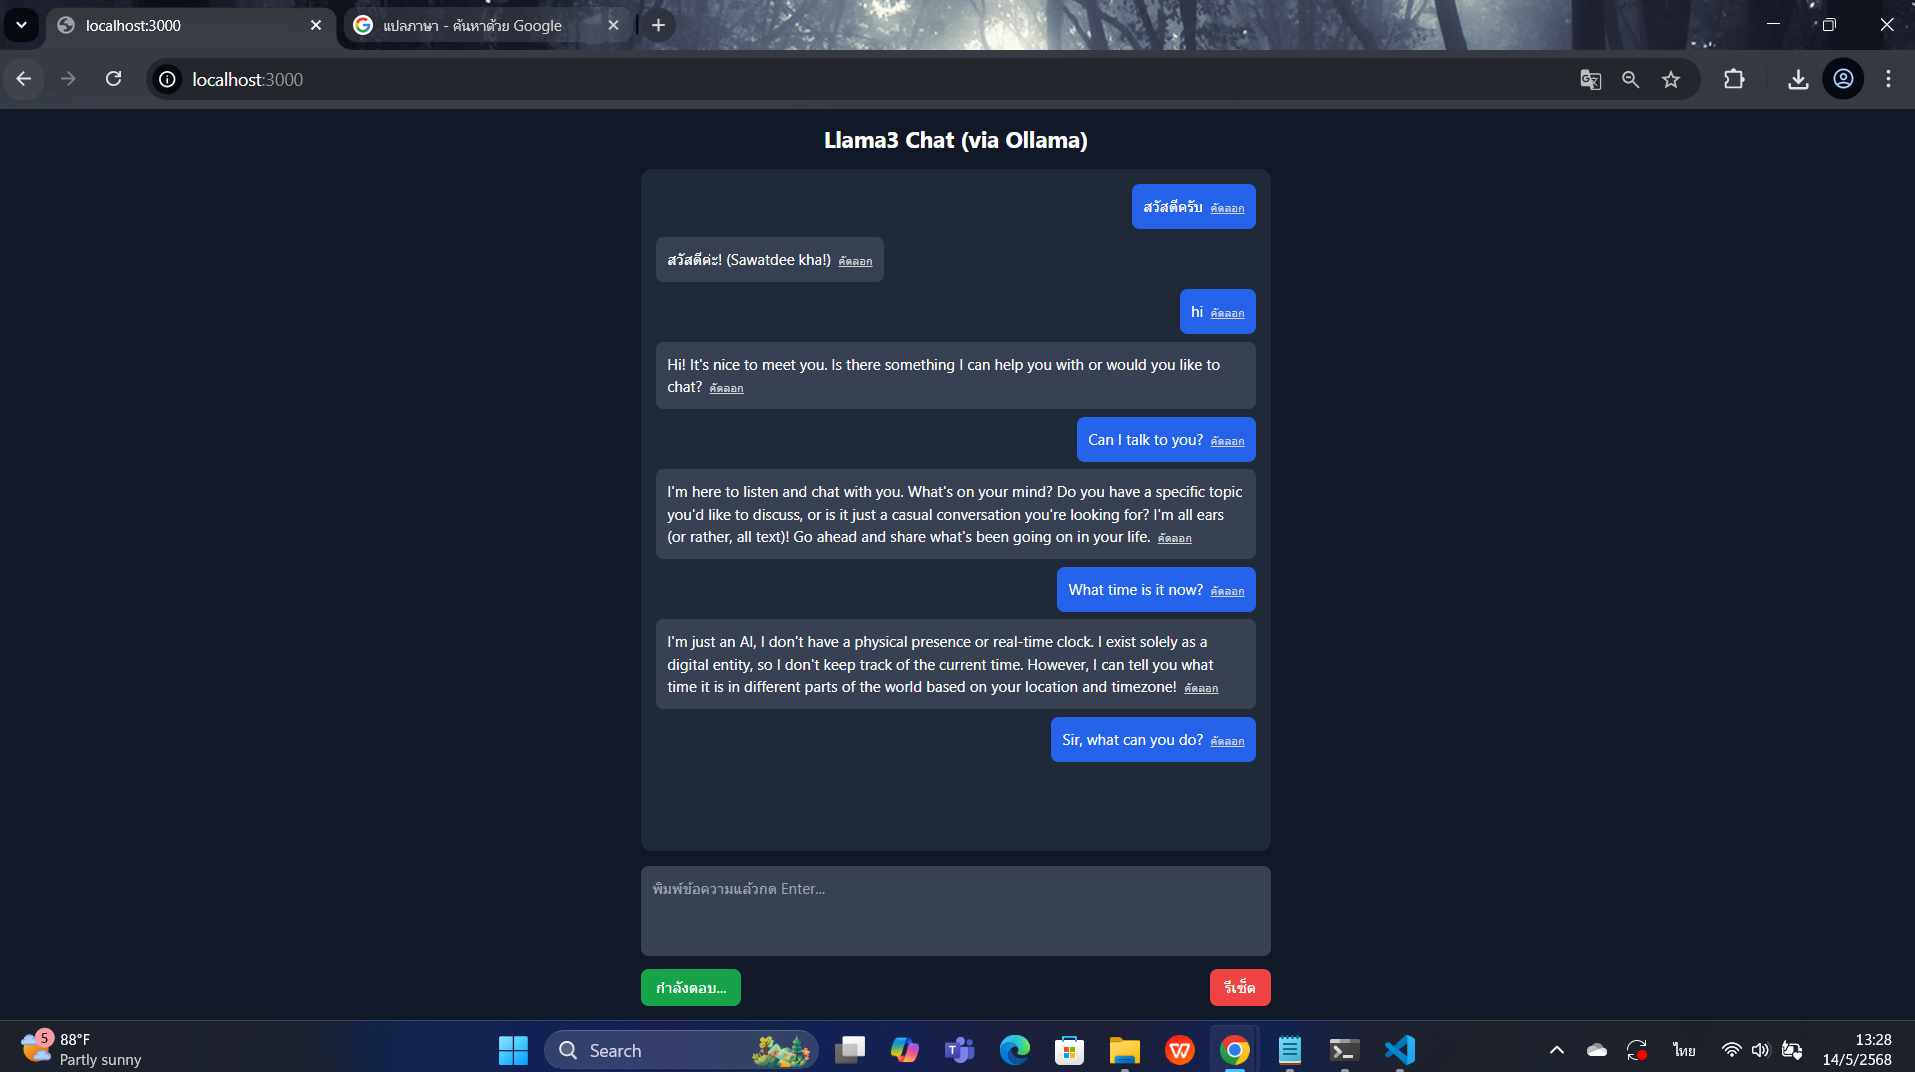 localhost:3000
แปลภาษา - ค้นหาด้วย Google
localhost:3000
Llama3 Chat (via Ollama)
สวัสดีครับ คัดลอก
สวัสดีค่ะ! (Sawatdee kha!) คัดลอก
hi คัดลอก
Hi! It's nice to meet you. Is there something I can help you with or would you like to
chat? คัดลอก
Can I talk to you? คัดลอก
I'm here to listen and chat with you. What's on your mind? Do you have a specific topic
you'd like to discuss, or is it just a casual conversation you're looking for? I'm all ears
(or rather, all text)! Go ahead and share what's been going on in your life. คัดลอก
What time is it now? คัดลอก
I'm just an AI, I don't have a physical presence or real-time clock. I exist solely as a
digital entity, so I don't keep track of the current time. However, I can tell you what
time it is in different parts of the world based on your location and timezone! คัดลอก
Sir, what can you do? คัดลอก
พิมพ์ข้อความแล้วกด Enter...
กำลังตอบ...
รีเซ็ต
5
88°F
Partly sunny
Search
ไทย
13:28
14/5/2568